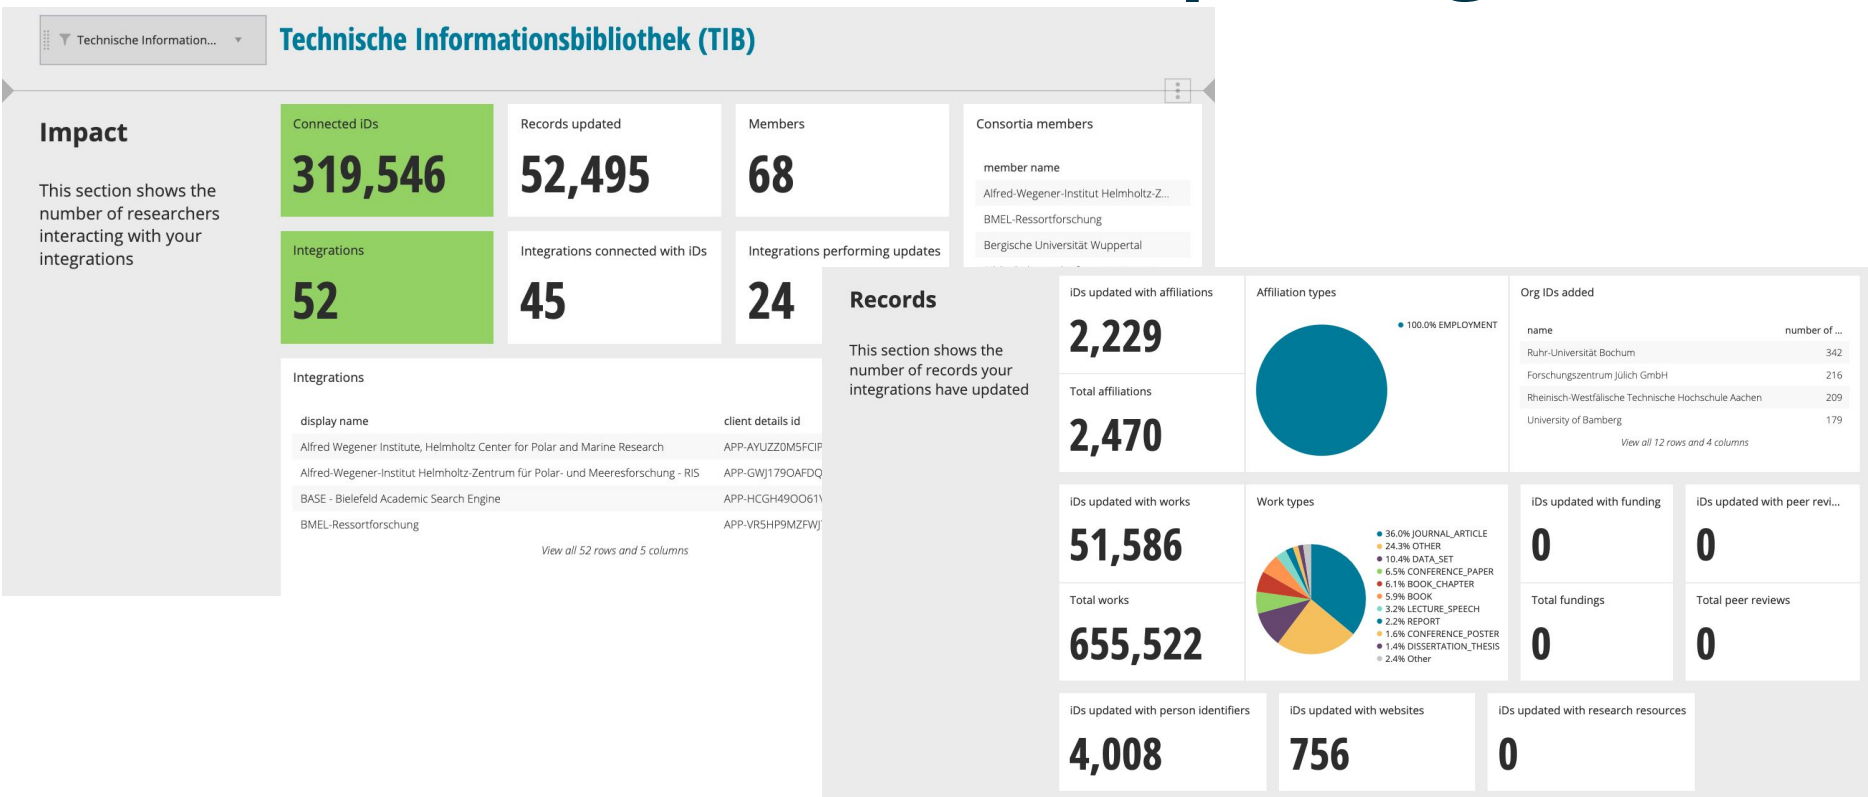 Technische Information...
Technische Informationsbibliothek (TIB)
Impact
This section shows the
number of researchers
interacting with your
integrations
Connected iDs
319,546
Records updated
52,495
Members
68
Consortia members
member name
Alfred-Wegener-Institut Helmholtz-Z...
BMEL-Ressortforschung
Bergische Universität Wuppertal
Integrations
52
Integrations connected with iDs
45
Integrations performing updates
24
Integrations
display name
client details id
Alfred Wegener Institute, Helmholtz Center for Polar and Marine Research
APP-AYUZZ0M5FCIP
Alfred-Wegener-Institut Helmholtz-Zentrum für Polar- und Meeresforschung - RIS
APP-GWJ179OAFDQ
BASE - Bielefeld Academic Search Engine
APP-HCGH49OO61
BMEL-Ressortforschung
APP-VR5HP9MZFWJ
View all 52 rows and 5 columns
Records
This section shows the
number of records your
integrations have updated
iDs updated with affiliations
2,229
Total affiliations
2,470
Affiliation types
100.0% EMPLOYMENT
Org IDs added
name
number of ...
Ruhr-Universität Bochum
342
Forschungszentrum Jülich GmbH
216
Rheinisch-Westfälische Technische Hochschule Aachen
209
University of Bamberg
179
View all 12 rows and 4 columns
iDs updated with works
51,586
Total works
655,522
Work types
36.0% JOURNAL_ARTICLE
24.3% OTHER
10.4% DATA_SET
6.5% CONFERENCE_PAPER
6.1% BOOK_CHAPTER
5.9% BOOK
3.2% LECTURE_SPEECH
2.2% REPORT
1.6% CONFERENCE_POSTER
1.4% DISSERTATION_THESIS
2.4% Other
iDs updated with funding
0
Total fundings
0
iDs updated with peer revi...
0
Total peer reviews
0
iDs updated with person identifiers
4,008
iDs updated with websites
756
iDs updated with research resources
0